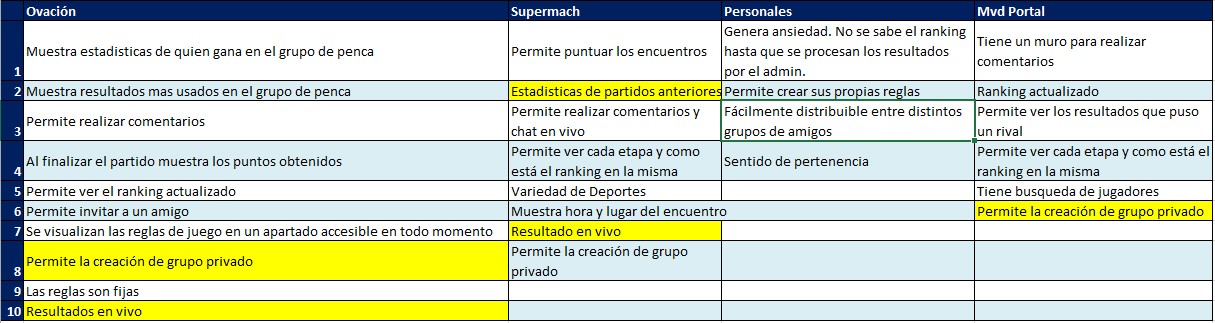 Ovación Supermach Personales Mvd Portal
1 Muestra estadisticas de quien gana en el grupo de penca
Permite puntuar los encuentros
Genera ansiedad. No se sabe el ranking
hasta que se procesan los resultados
por el admin.
Tiene un muro para realizar
comentarios
2 Muestra resultados mas usados en el grupo de penca
Estadisticas de partidos anteriores
Permite crear sus propias reglas
Ranking actualizado
3 Permite realizar comentarios
Permite realizar comentarios y
chat en vivo
Fácilmente distribuible entre distintos
grupos de amigos
Permite ver los resultados que puso
un rival
4 Al finalizar el partido muestra los puntos obtenidos
Permite ver cada etapa y como
está el ranking en la misma
Sentido de pertenencia
Permite ver cada etapa y como está el
ranking en la misma
5 Permite ver el ranking actualizado
Variedad de Deportes
Tiene busqueda de jugadores
6 Permite invitar a un amigo
Muestra hora y lugar del encuentro
Permite la creación de grupo privado
7 Se visualizan las reglas de juego en un apartado accesible en todo momento
Resultado en vivo
8 Permite la creación de grupo privado
Permite la creación de grupo
privado
9 Las reglas son fijas
10 Resultados en vivo